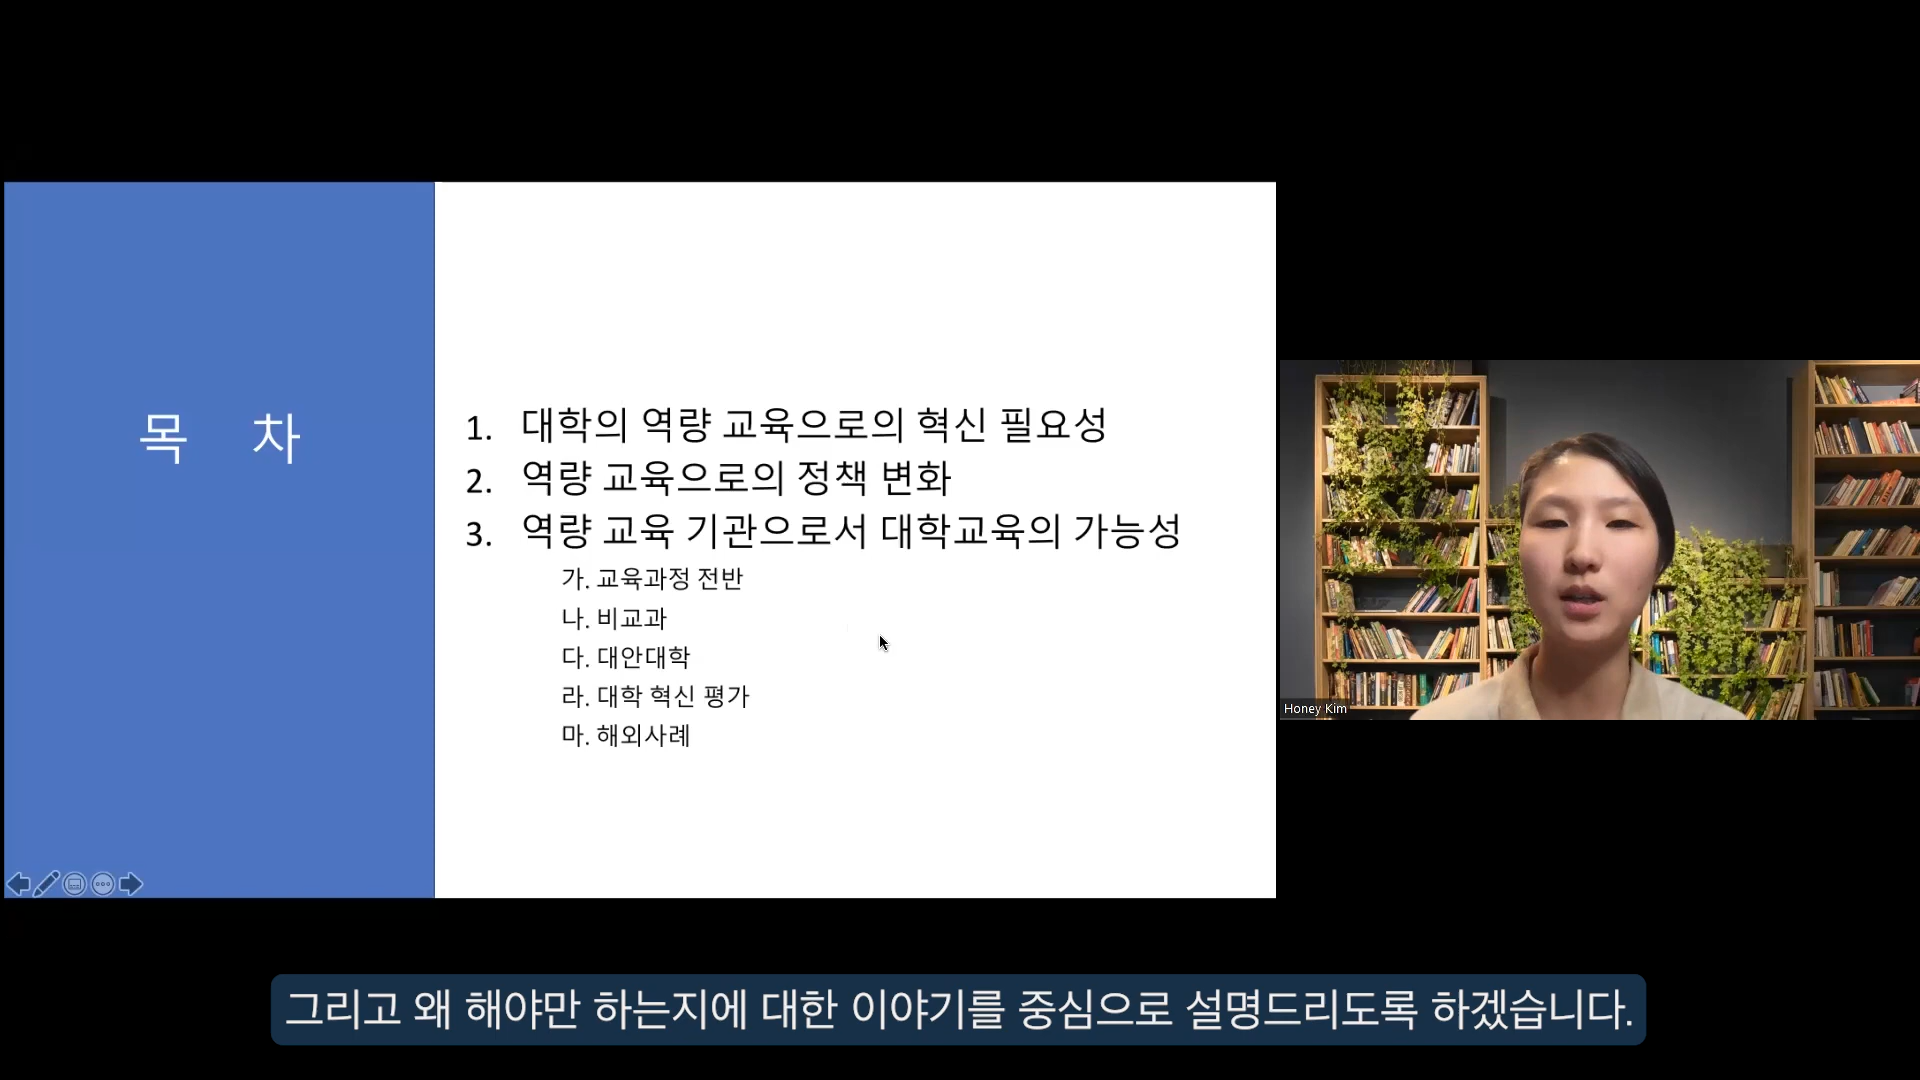 목 차
1. 대학의 역량 교육으로의 혁신 필요성
2. 역량 교육으로의 정책 변화
3. 역량 교육 기관으로서 대학교육의 가능성
가. 교육과정 전반
나. 비교과
다. 대안대학
라. 대학 혁신 평가
마. 해외사례
Honey Kim
그리고 왜 해야만 하는지에 대한 이야기를 중심으로 설명드리도록 하겠습니다.